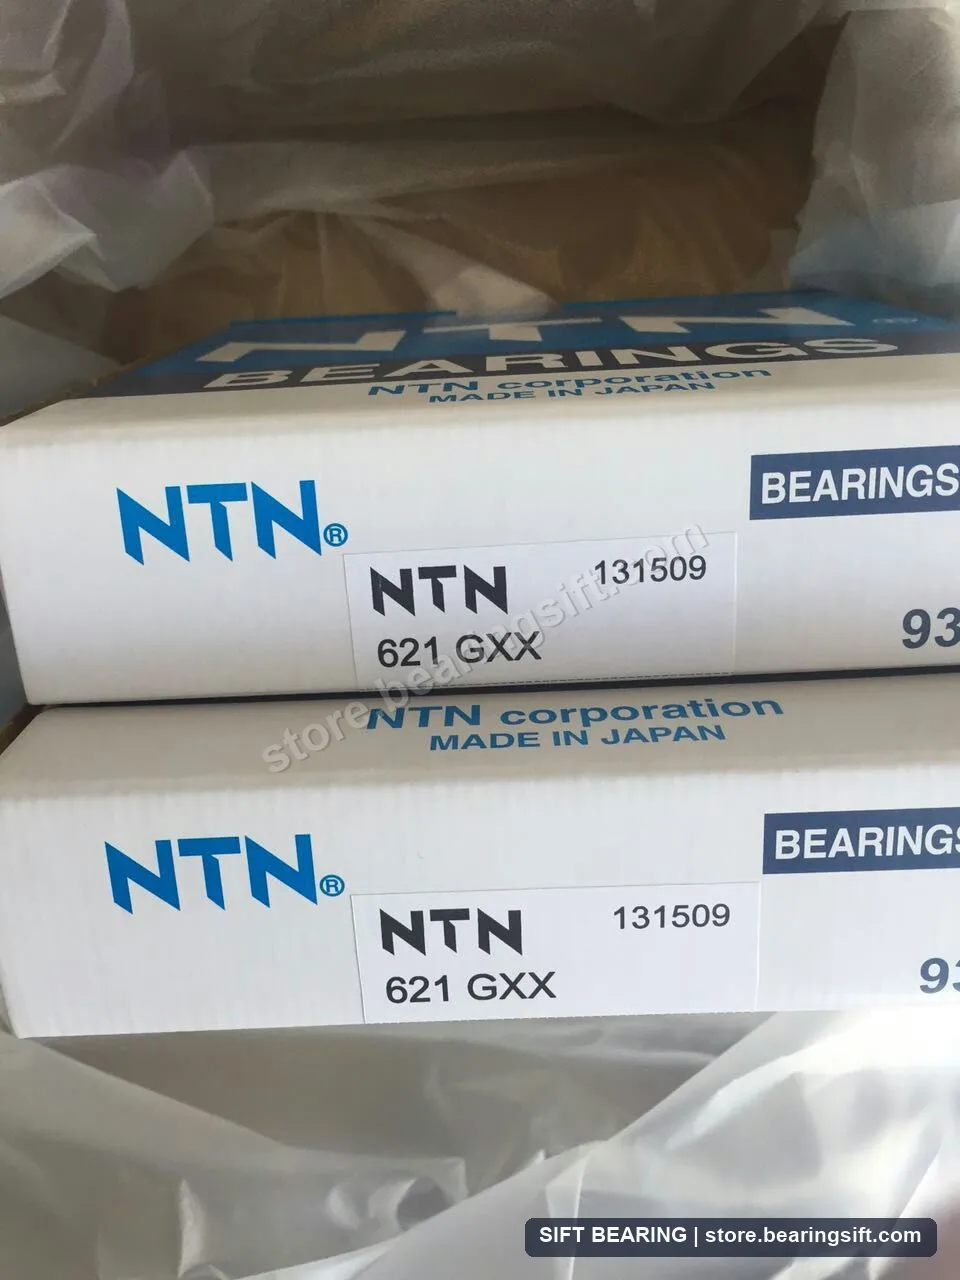 NTN ®
BEARINGS
NTN corporation
MADE IN JAPAN
NTN®
BEARINGS
NTN 131509
621 GXX
93
store.bearingsift.com
NTN corporation
MADE IN JAPAN
NTN®
BEARINGS
NTN 131509
621 GXX
93
SIFT BEARING | store.bearingsift.com